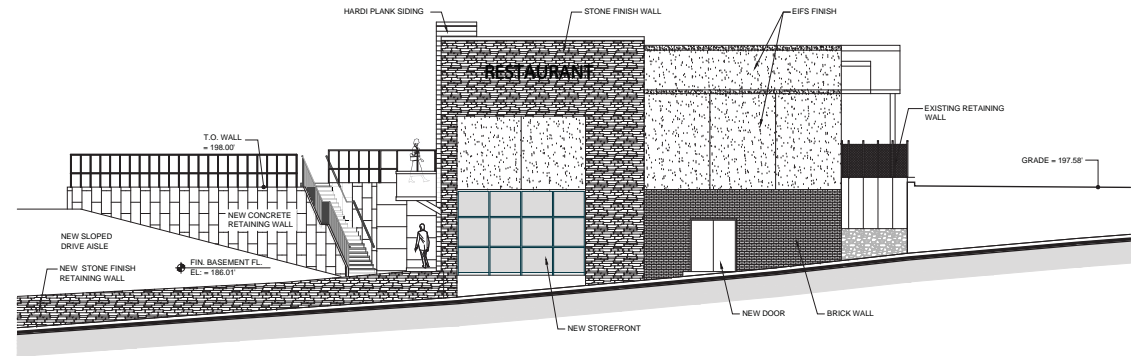 HARDI PLANK SIDING
STONE FINISH WALL
EIFS FINISH
RESTAURANT
EXISTING RETAINING
WALL
T.O. WALL
= 198.00'
GRADE = 197.58'
NEW CONCRETE
RETAINING WALL
NEW SLOPED
DRIVE AISLE
FIN. BASEMENT FL.
EL: = 186.01'
NEW STONE FINISH
RETAINING WALL
NEW STOREFRONT
NEW DOOR
BRICK WALL